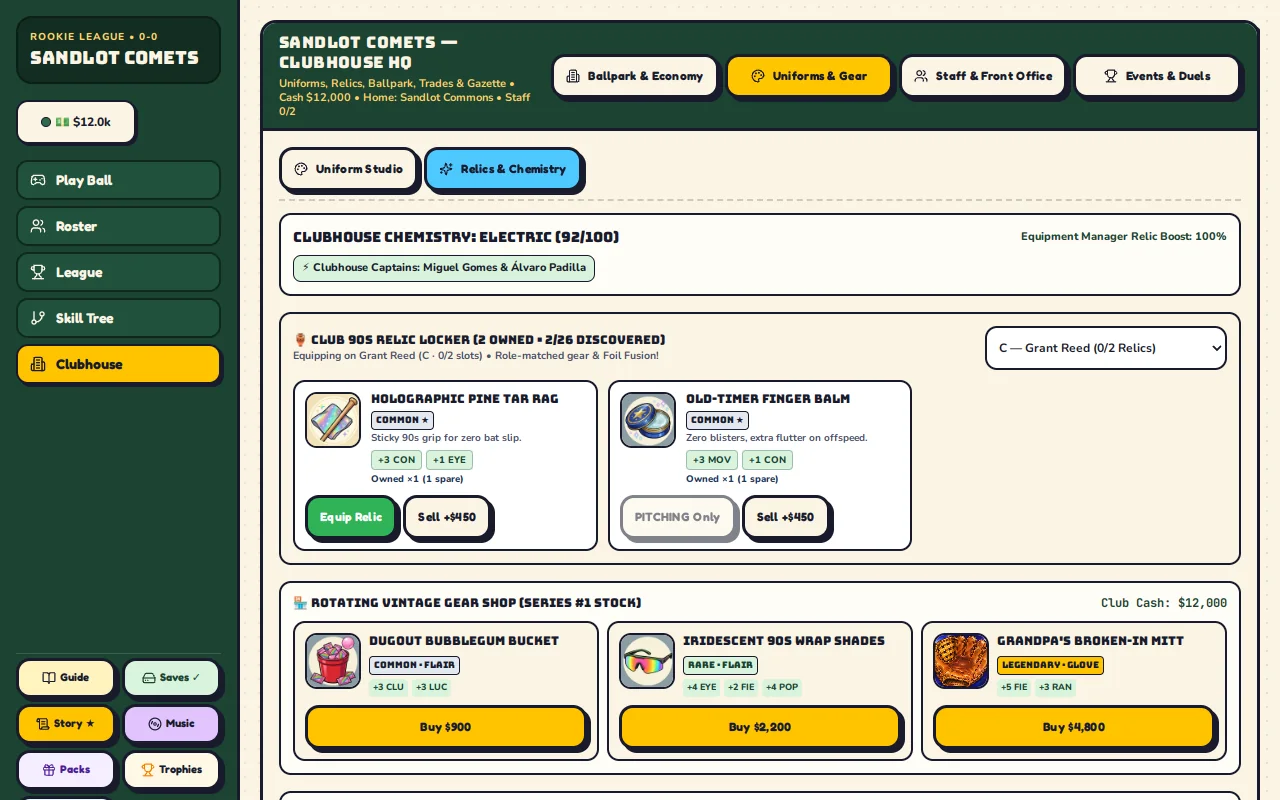 ROOKIE LEAGUE • 0-0
SANDLOT COMETS
💵 $12.0k
Play Ball
Roster
League
Skill Tree
Clubhouse
Guide
Saves ✓
Story ★
Music
Packs
Trophies
SANDLOT COMETS —
CLUBHOUSE HQ
Uniforms, Relics, Ballpark, Trades & Gazette •
Cash $12,000 • Home: Sandlot Commons • Staff
0/2
Ballpark & Economy
Uniforms & Gear
Staff & Front Office
Events & Duels
Uniform Studio
Relics & Chemistry
CLUBHOUSE CHEMISTRY: ELECTRIC (92/100)
Equipment Manager Relic Boost: 100%
⚡ Clubhouse Captains: Miguel Gomes & Álvaro Padilla
🏺 CLUB 90S RELIC LOCKER (2 OWNED • 2/26 DISCOVERED)
Equipping on Grant Reed (C · 0/2 slots) • Role-matched gear & Foil Fusion!
C — Grant Reed (0/2 Relics)
HOLOGRAPHIC PINE TAR RAG
COMMON ★
Sticky 90s grip for zero bat slip.
+3 CON +1 EYE
Owned ×1 (1 spare)
Equip Relic
Sell +$450
OLD-TIMER FINGER BALM
COMMON ★
Zero blisters, extra flutter on offspeed.
+3 MOV +1 CON
Owned ×1 (1 spare)
PITCHING Only
Sell +$450
🏪 ROTATING VINTAGE GEAR SHOP (SERIES #1 STOCK)
Club Cash: $12,000
DUGOUT BUBBLEGUM BUCKET
COMMON • FLAIR
+3 CLU +3 LUC
Buy $900
IRIDESCENT 90S WRAP SHADES
RARE • FLAIR
+4 EYE +2 FIE +4 POP
Buy $2,200
GRANDPA'S BROKEN-IN MITT
LEGENDARY • GLOVE
+5 FIE +3 RAN
Buy $4,800